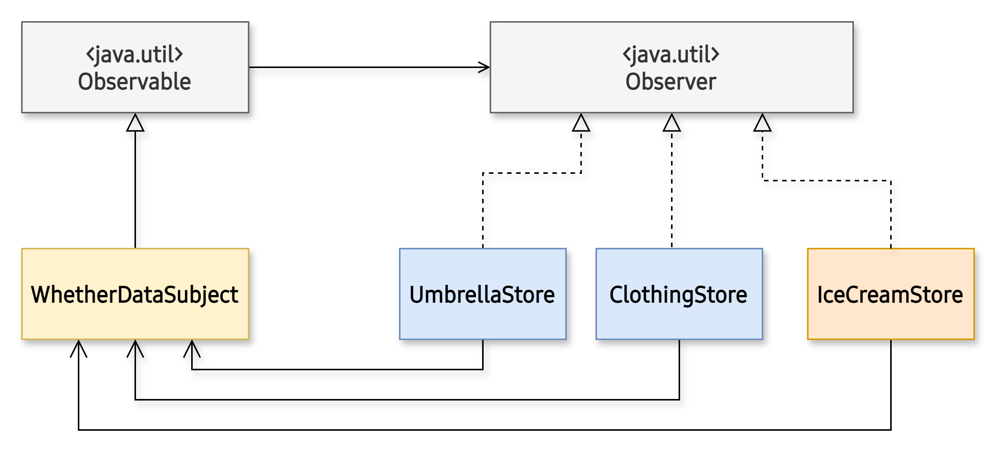 <java.util>
Observable
<java.util>
Observer
WhetherDataSubject
UmbrellaStore
ClothingStore
IceCreamStore